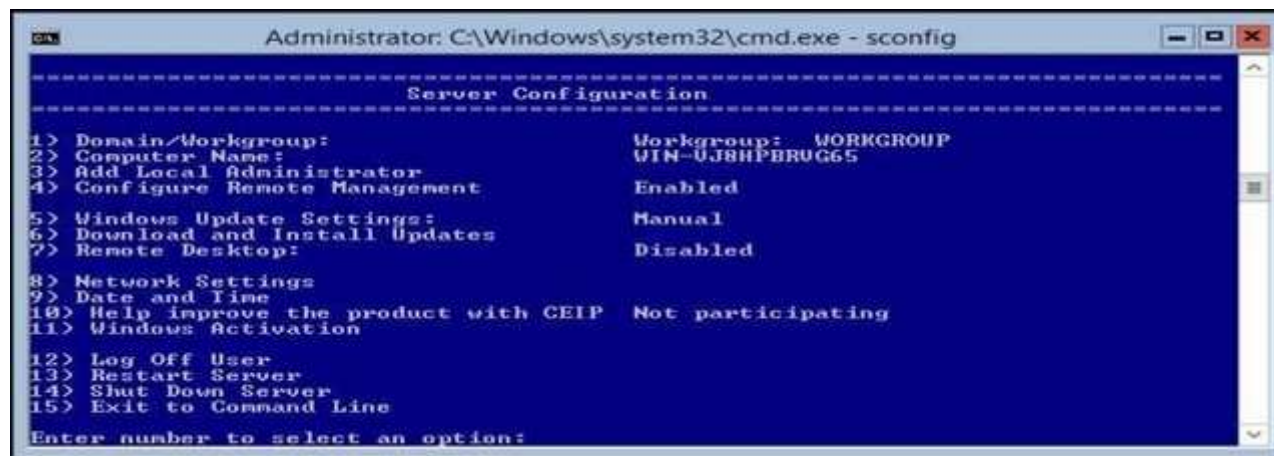 Administrator: C:\Windows\system32\cmd.exe - sconfig
Server Configuration
1) Domain/Workgroup: Workgroup: WORKGROUP
2) Computer Name: WIN-VJ8HPBRVG65
3) Add Local Administrator
4) Configure Remote Management Enabled
5) Windows Update Settings: Manual
6) Download and Install Updates
7) Remote Desktop: Disabled
8) Network Settings
9) Date and Time
10) Help improve the product with CEIP Not participating
11) Windows Activation
12) Log Off User
13) Restart Server
14) Shut Down Server
15) Exit to Command Line
Enter number to select an option: